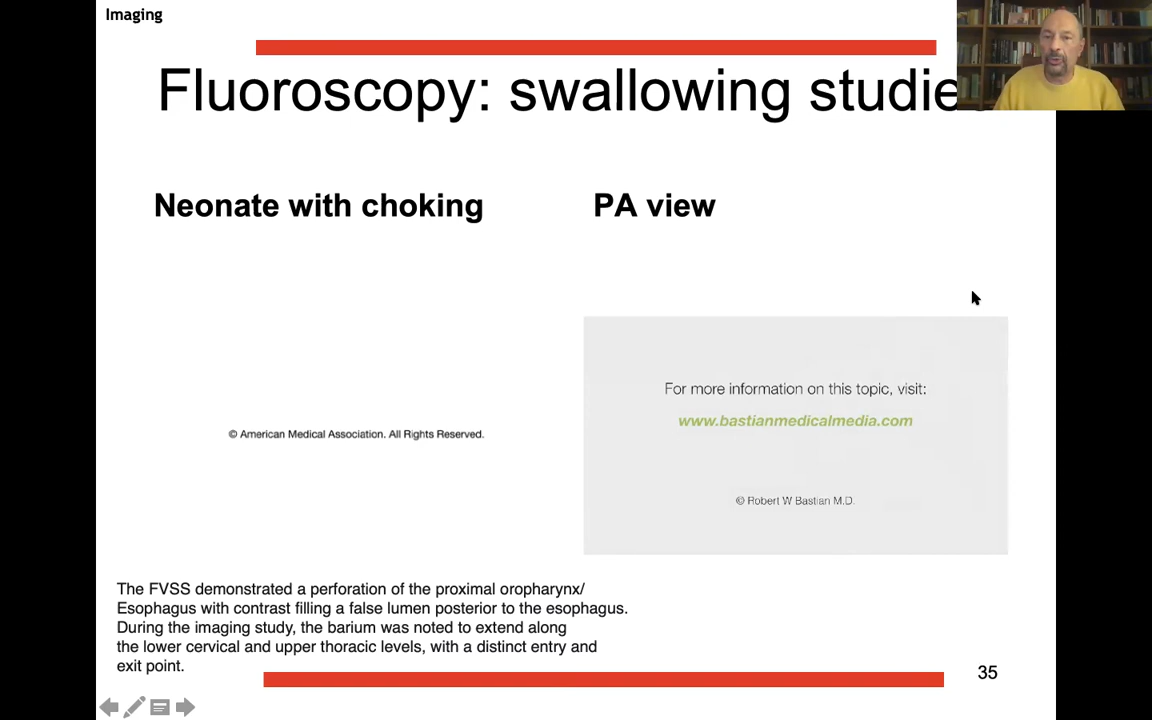 Imaging
Fluoroscopy: swallowing studie
Neonate with choking
PA view
For more information on this topic, visit:
www.bastianmedicalmedia.com
© American Medical Association. All Rights Reserved.
© Robert W Bastian M.D.
The FVSS demonstrated a perforation of the proximal oropharynx/
Esophagus with contrast filling a false lumen posterior to the esophagus.
During the imaging study, the barium was noted to extend along
the lower cervical and upper thoracic levels, with a distinct entry and
exit point.
35